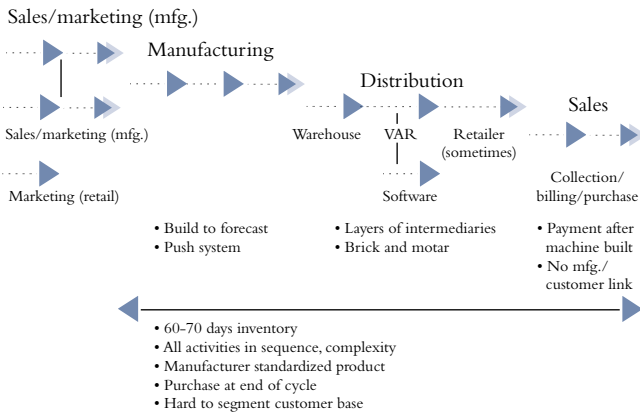 Sales/marketing (mfg.)
Manufacturing
Distribution
Sales
Sales/marketing (mfg.)
Warehouse
VAR
Retailer
(sometimes)
Marketing (retail)
Software
Collection/
billing/purchase
• Build to forecast
• Push system
• Layers of intermediaries
• Brick and motar
• Payment after
machine built
• No mfg./
customer link
• 60-70 days inventory
• All activities in sequence, complexity
• Manufacturer standardized product
• Purchase at end of cycle
• Hard to segment customer base